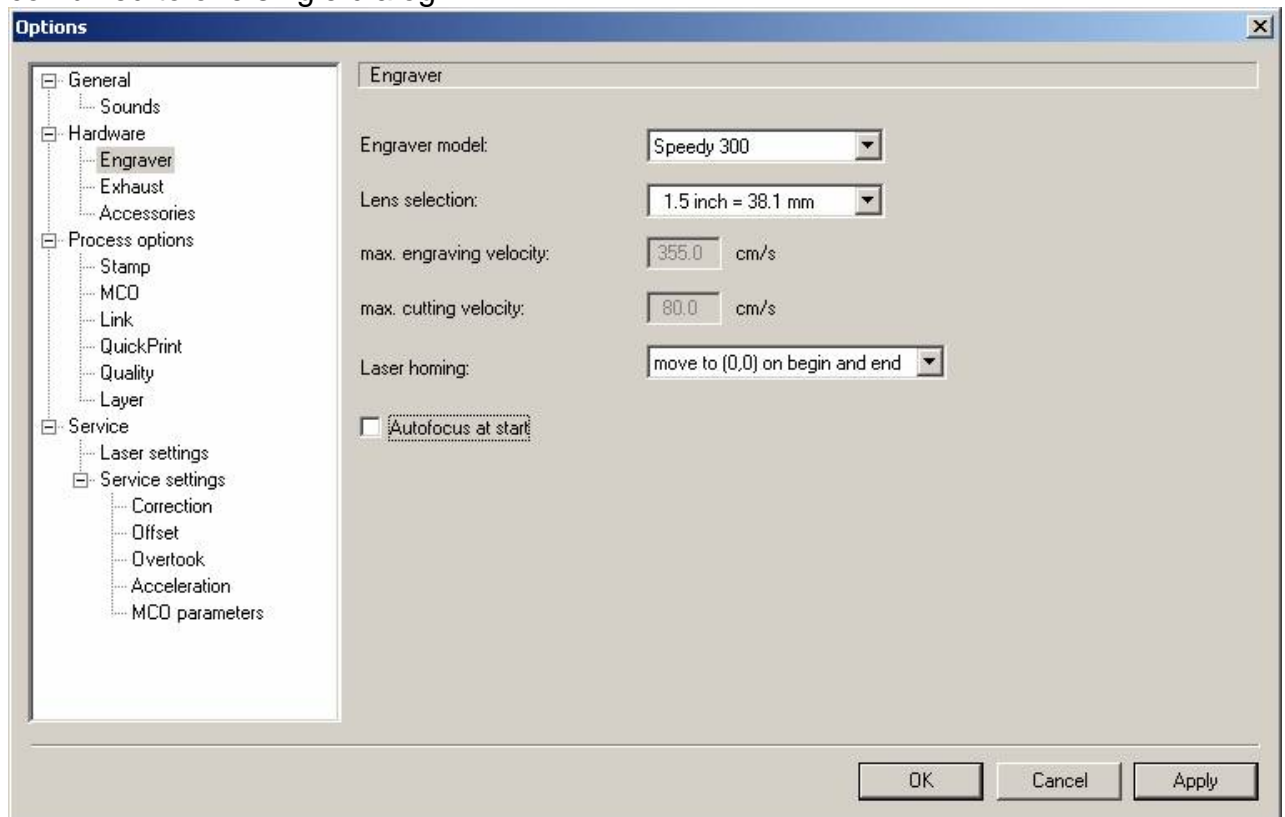 Options
General
Sounds
Hardware
Engraver
Exhaust
Accessories
Process options
Stamp
MCO
Link
QuickPrint
Quality
Layer
Service
Laser settings
Service settings
Correction
Offset
Overtook
Acceleration
MCO parameters
Engraver
Engraver model: Speedy 300
Lens selection: 1.5 inch = 38.1 mm
max. engraving velocity: 355.0 cm/s
max. cutting velocity: 80.0 cm/s
Laser homing: move to (0,0) on begin and end
Autofocus at start
OK Cancel Apply